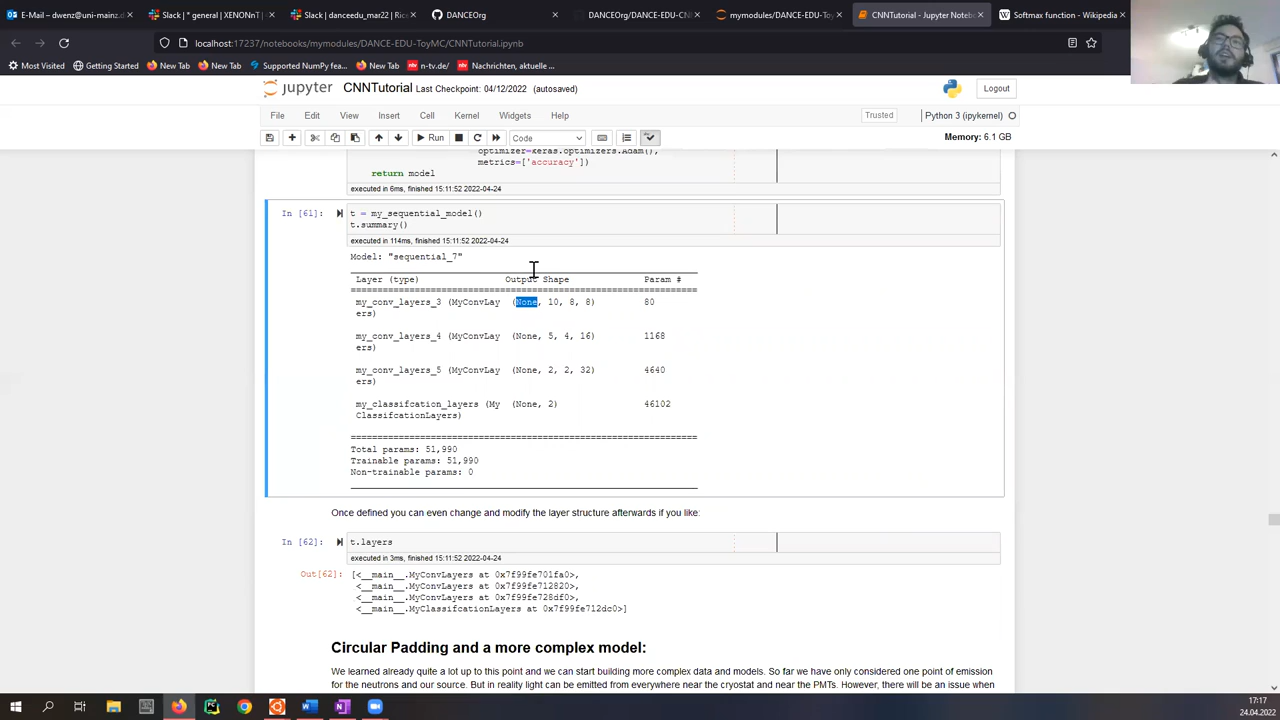 E-Mail – dwenz@uni-mainz.d
Slack | * general | XENONnT |
Slack | danceedu_mar22 | Ric
DANCEOrg
DANCEOrg/DANCE-EDU-CN
mymodules/DANCE-EDU-To
CNNTutorial - Jupyter Noteb
Softmax function - Wikipedia
localhost:17237/notebooks/mymodules/DANCE-EDU-ToyMC/CNNTutorial.ipynb
Most Visited Getting Started New Tab New Tab Supported NumPy fea... New Tab n-tv.de/ Nachrichten, aktuelle ...
jupyter CNNTutorial Last Checkpoint: 04/12/2022 (autosaved) Logout
File Edit View Insert Cell Kernel Widgets Help Trusted Python 3 (ipykernel)
Run Code Memory: 6.1 GB
optimizer=keras.optimizers.Adam(),
metrics=['accuracy'])
return model
executed in 6ms, finished 15:11:52 2022-04-24
In [61]: t = my_sequential_model()
t.summary()
executed in 114ms, finished 15:11:52 2022-04-24
Model: "sequential_7"
Layer (type) Output Shape Param #
my_conv_layers_3 (MyConvLay (None, 10, 8, 8) 80
ers)
my_conv_layers_4 (MyConvLay (None, 5, 4, 16) 1168
ers)
my_conv_layers_5 (MyConvLay (None, 2, 2, 32) 4640
ers)
my_classifcation_layers (My (None, 2) 46102
ClassifcationLayers)
Total params: 51,990
Trainable params: 51,990
Non-trainable params: 0
Once defined you can even change and modify the layer structure afterwards if you like:
In [62]: t.layers
executed in 3ms, finished 15:11:52 2022-04-24
Out[62]: [<__main__.MyConvLayers at 0x7f99fe701fa0>,
<__main__.MyConvLayers at 0x7f99fe712820>,
<__main__.MyConvLayers at 0x7f99fe728df0>,
<__main__.MyClassifcationLayers at 0x7f99fe712dc0>]
Circular Padding and a more complex model:
We learned already quite a lot up to this point and we can start building more complex data and models. So far we have only considered one point of emission
for the neutrons and our source. But in reality light can be emitted from everywhere near the cryostat and near the PMTs. However, there will be an issue when
17:17
24.04.2022